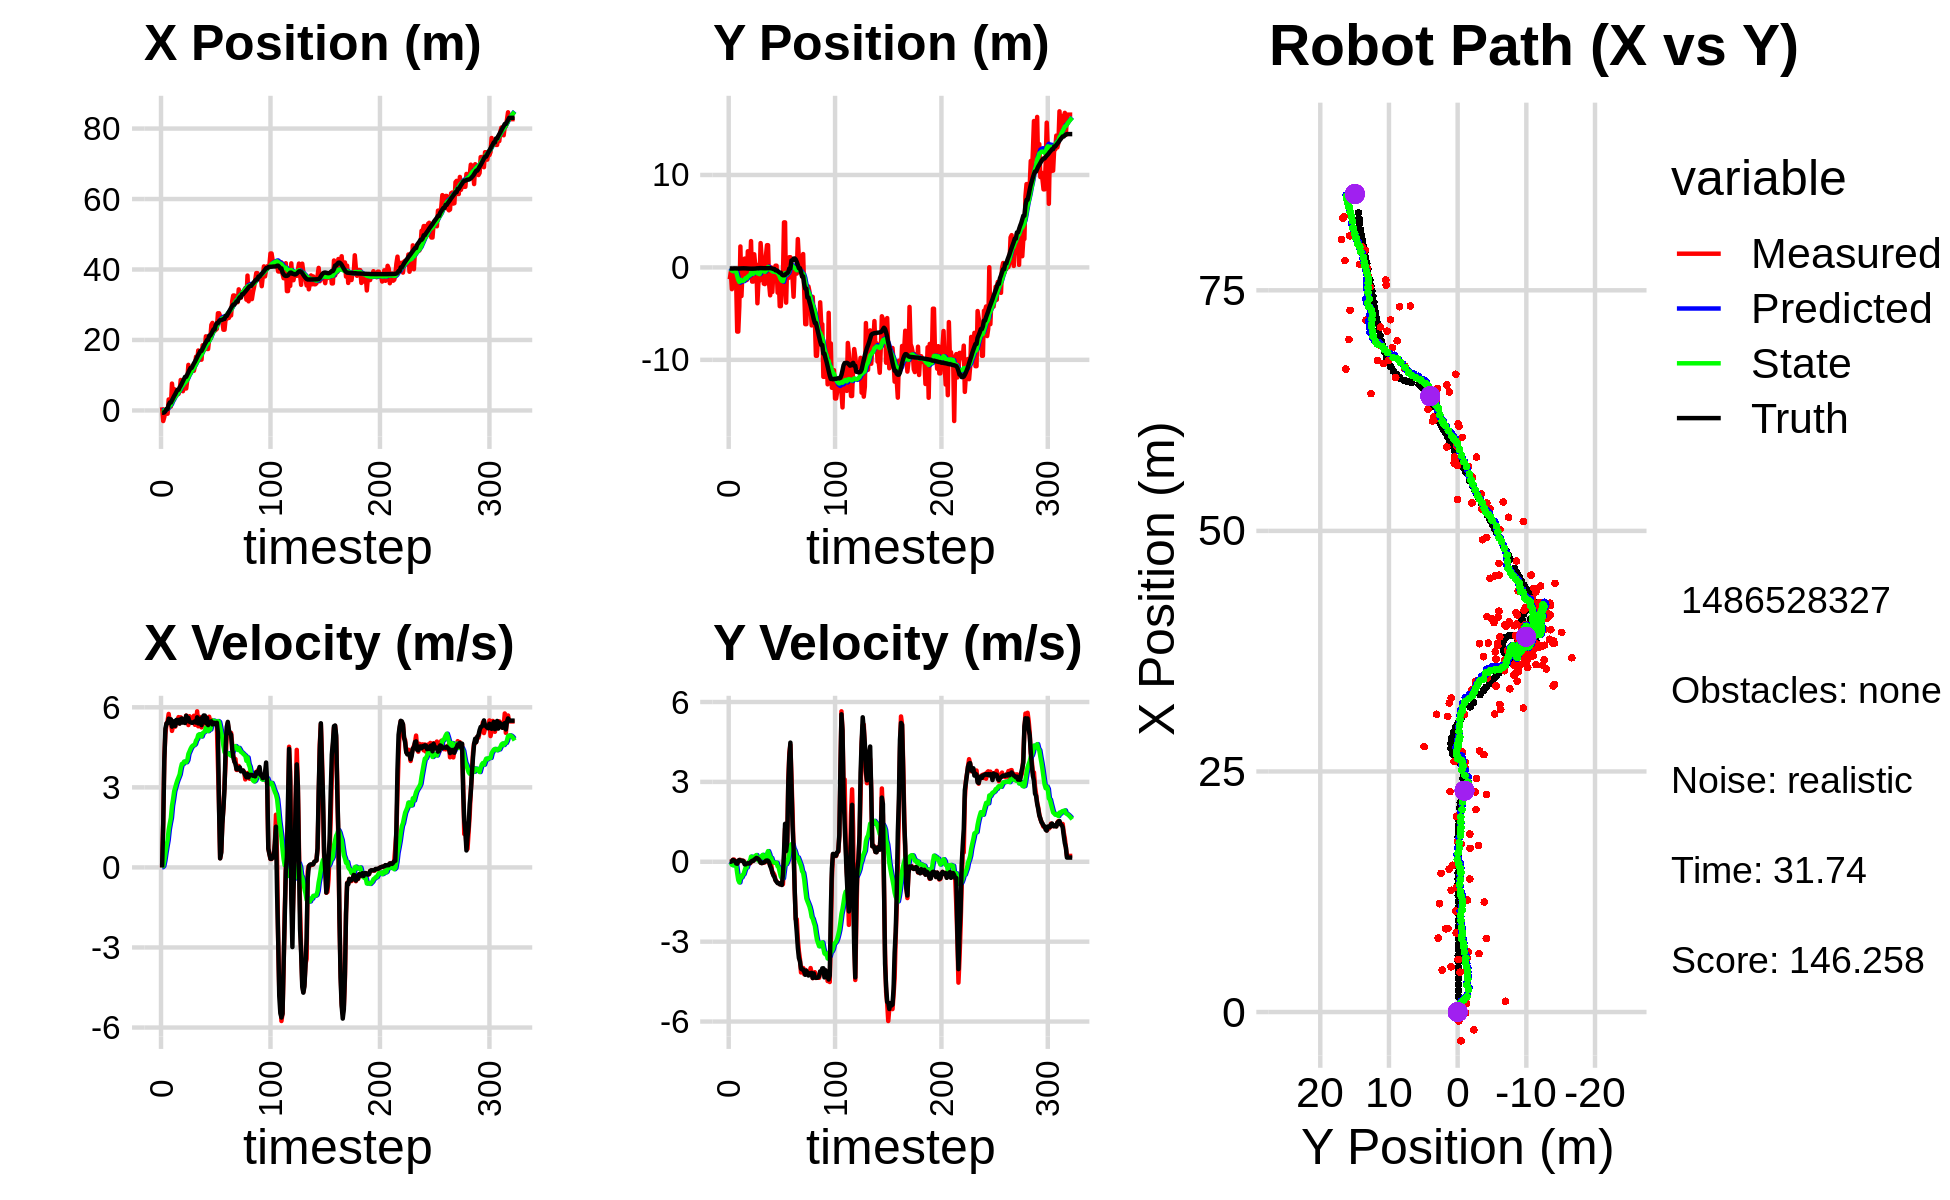 X Position (m)
80
60
40
20
0
0
100
200
300
timestep
Y Position (m)
10
0
-10
0
100
200
300
timestep
X Velocity (m/s)
6
3
0
-3
-6
0
100
200
300
timestep
Y Velocity (m/s)
6
3
0
-3
-6
0
100
200
300
timestep
Robot Path (X vs Y)
X Position (m)
75
50
25
0
20 10 0 -10 -20
Y Position (m)
variable
Measured
Predicted
State
Truth
1486528327
Obstacles: none
Noise: realistic
Time: 31.74
Score: 146.258